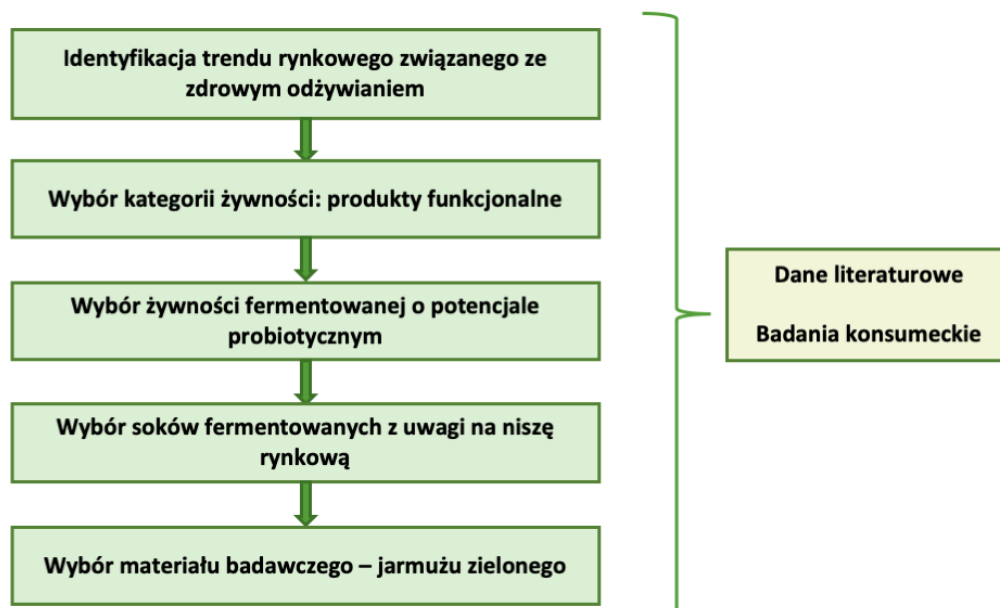 Identyfikacja trendu rynkowego związanego ze
zdrowym odżywianiem
Wybór kategorii żywności: produkty funkcjonalne
Wybór żywności fermentowanej o potencjale
probiotycznym
Wybór soków fermentowanych z uwagi na niszę
rynkową
Wybór materiału badawczego – jarmużu zielonego
Dane literaturowe
Badania konsumeckie